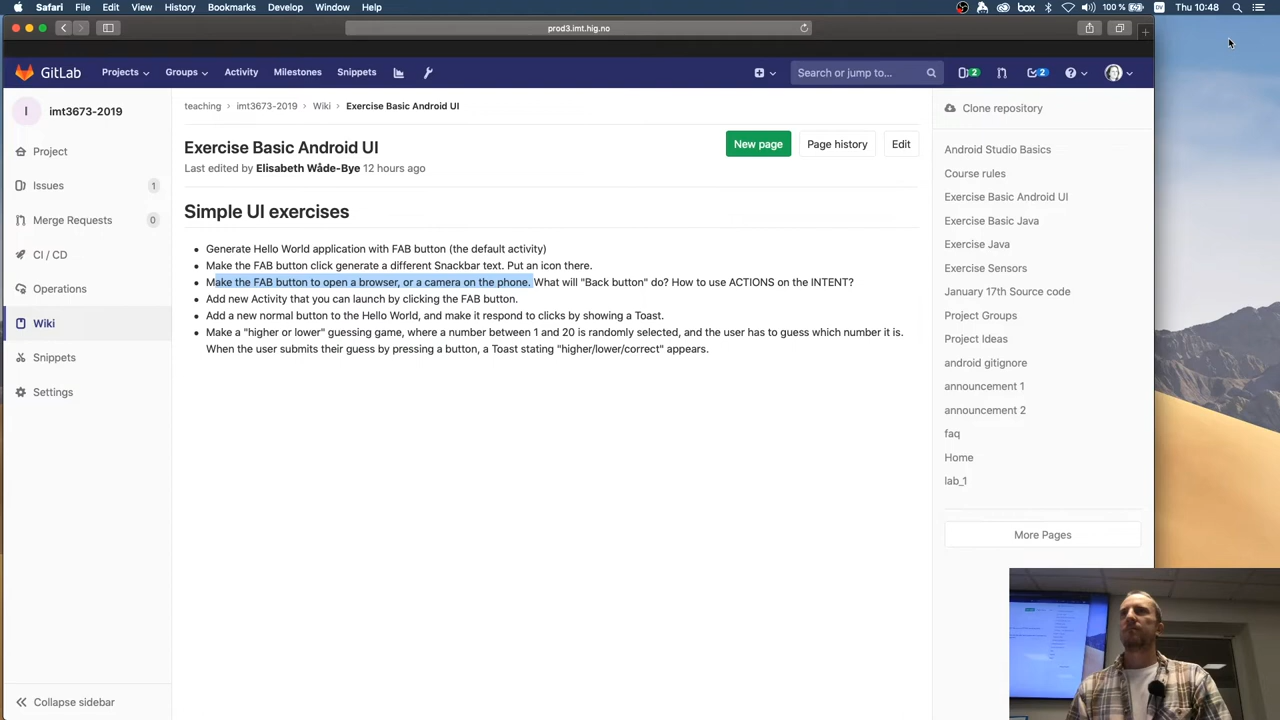 Safari File Edit View History Bookmarks Develop Window Help
box 100 % DV Thu 10:48
prod3.imt.hig.no
GitLab Projects Groups Activity Milestones Snippets Search or jump to... 2 2
I imt3673-2019
Project
Issues 1
Merge Requests 0
CI / CD
Operations
Wiki
Snippets
Settings
Collapse sidebar
teaching › imt3673-2019 › Wiki › Exercise Basic Android UI
Exercise Basic Android UI
New page Page history Edit
Last edited by Elisabeth Wåde-Bye 12 hours ago
Simple UI exercises
• Generate Hello World application with FAB button (the default activity)
• Make the FAB button click generate a different Snackbar text. Put an icon there.
• Make the FAB button to open a browser, or a camera on the phone. What will "Back button" do? How to use ACTIONS on the INTENT?
• Add new Activity that you can launch by clicking the FAB button.
• Add a new normal button to the Hello World, and make it respond to clicks by showing a Toast.
• Make a "higher or lower" guessing game, where a number between 1 and 20 is randomly selected, and the user has to guess which number it is.
When the user submits their guess by pressing a button, a Toast stating "higher/lower/correct" appears.
Clone repository
Android Studio Basics
Course rules
Exercise Basic Android UI
Exercise Basic Java
Exercise Java
Exercise Sensors
January 17th Source code
Project Groups
Project Ideas
android gitignore
announcement 1
announcement 2
faq
Home
lab_1
More Pages